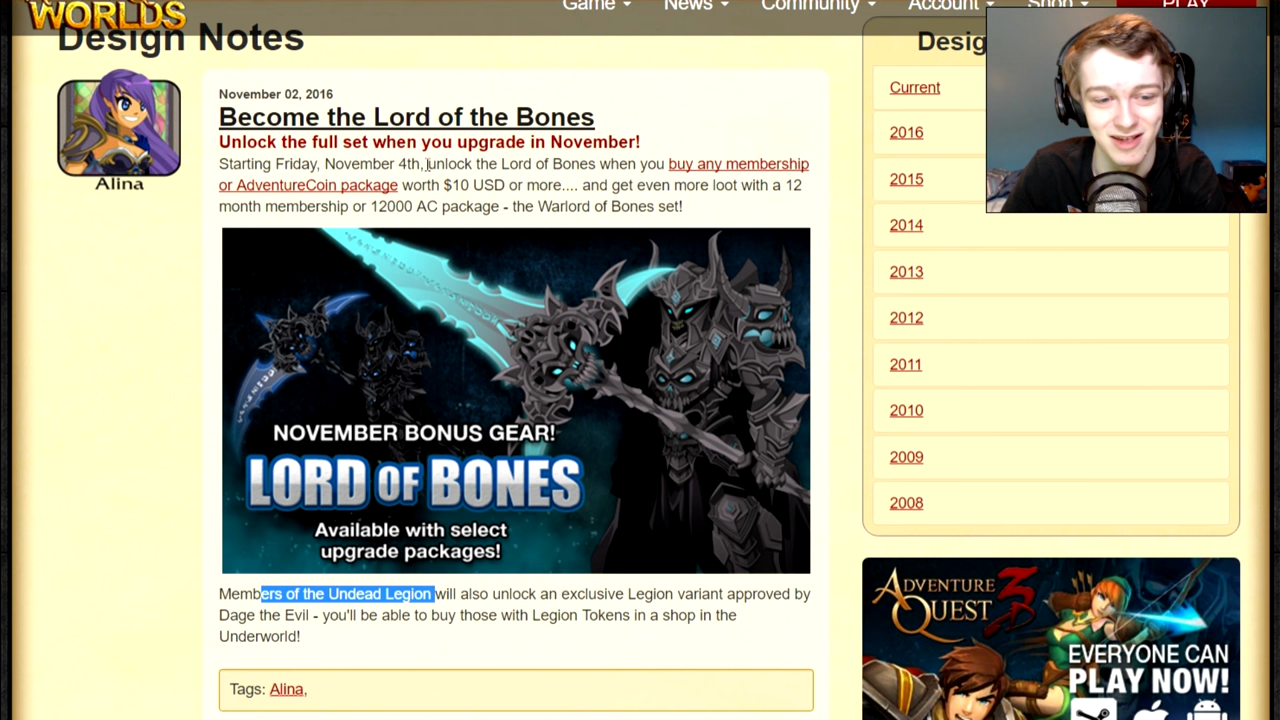 WORLDS
Game News Community Account Shop PLAY
Design Notes
Alina
November 02, 2016
Become the Lord of the Bones
Unlock the full set when you upgrade in November!
Starting Friday, November 4th, unlock the Lord of Bones when you buy any membership
or AdventureCoin package worth $10 USD or more.... and get even more loot with a 12
month membership or 12000 AC package - the Warlord of Bones set!
NOVEMBER BONUS GEAR!
LORD OF BONES
Available with select
upgrade packages!
Members of the Undead Legion will also unlock an exclusive Legion variant approved by
Dage the Evil - you'll be able to buy those with Legion Tokens in a shop in the
Underworld!
Tags: Alina,
Desig
Current
2016
2015
2014
2013
2012
2011
2010
2009
2008
ADVENTURE
QUEST 3D
EVERYONE CAN
PLAY NOW!